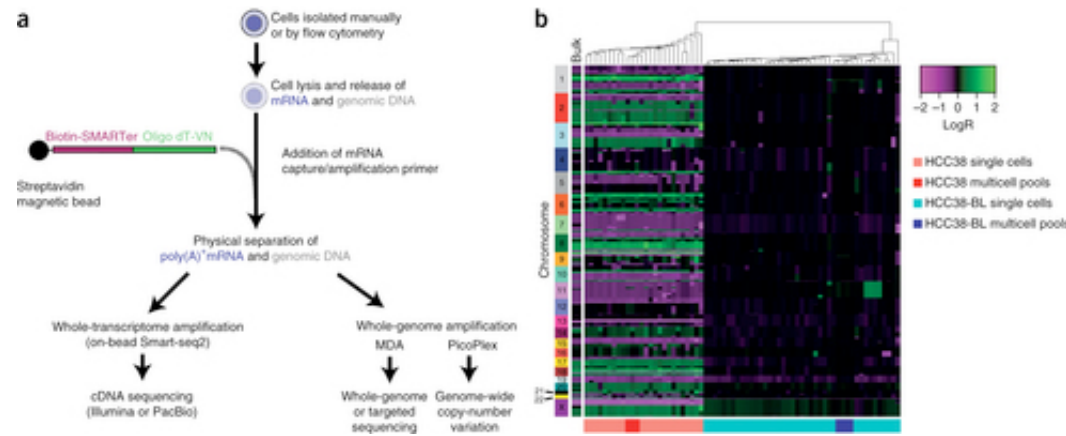 a
Cells isolated manually
or by flow cytometry
Cell lysis and release of
mRNA and genomic DNA
Biotin-SMARTer Oligo dT-VN
Addition of mRNA
capture/amplification primer
Streptavidin
magnetic bead
Physical separation of
poly(A)+mRNA and genomic DNA
Whole-transcriptome amplification
(on-bead Smart-seq2)
Whole-genome amplification
MDA PicoPlex
cDNA sequencing
(Illumina or PacBio)
Whole-genome
or targeted
sequencing
Genome-wide
copy-number
variation
b
Bulk
Chromosome
1
2
3
4
5
6
7
8
9
10
11
12
13
15
16
17
−2 −1 0 1 2
LogR
HCC38 single cells
HCC38 multicell pools
HCC38-BL single cells
HCC38-BL multicell pools